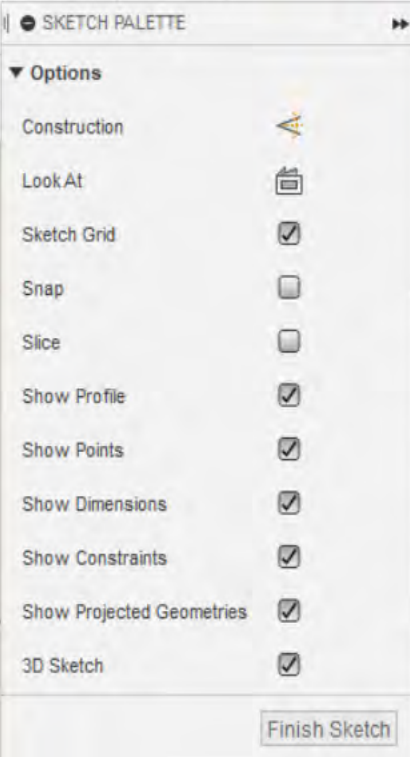 SKETCH PALETTE
Options
Construction
Look At
Sketch Grid
Snap
Slice
Show Profile
Show Points
Show Dimensions
Show Constraints
Show Projected Geometries
3D Sketch
Finish Sketch